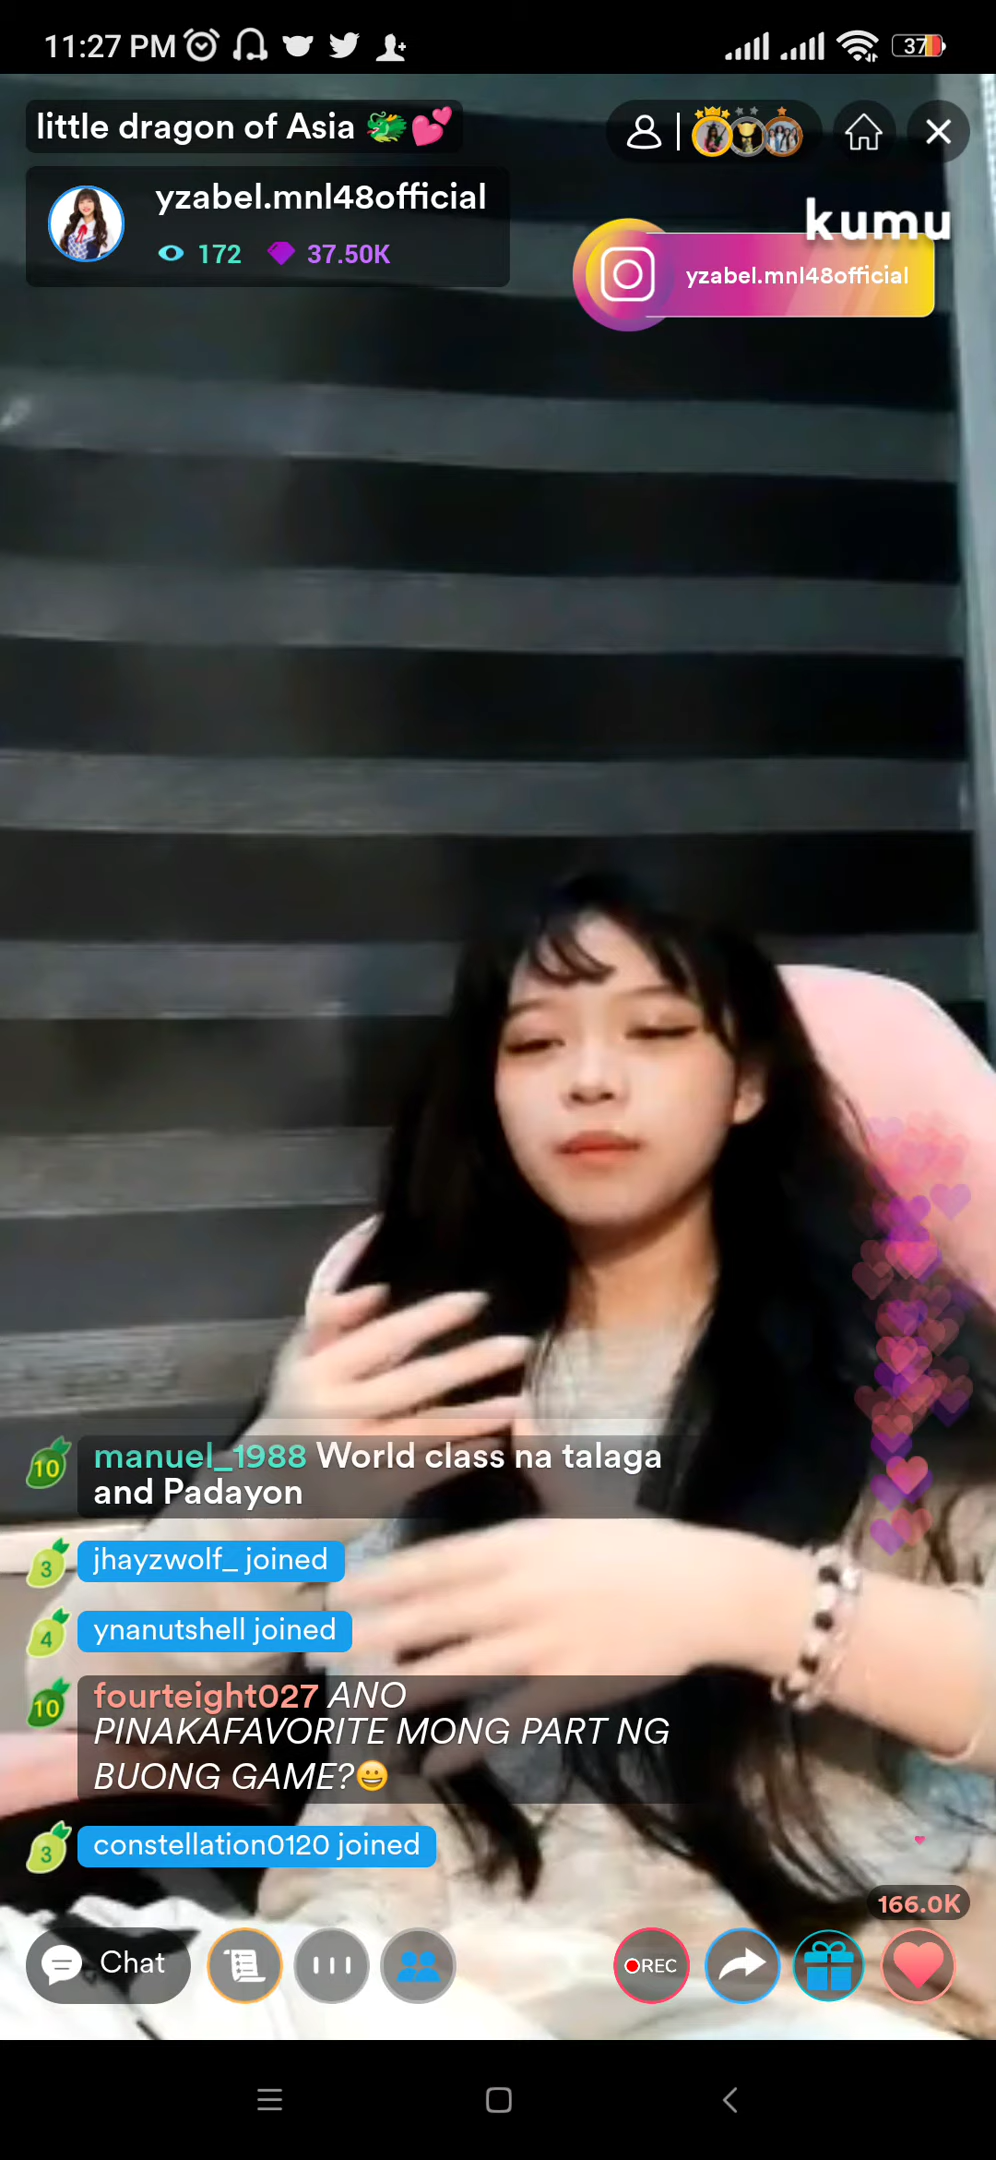 11:27 PM
37
little dragon of Asia 🐲💕
yzabel.mnl48official
172 37.50K
kumu
yzabel.mnl48official
10 manuel_1988 World class na talaga
and Padayon
3 jhayzwolf_ joined
4 ynanutshell joined
10 fourteight027 ANO
PINAKAFAVORITE MONG PART NG
BUONG GAME?😀
3 constellation0120 joined
166.0K
Chat
REC